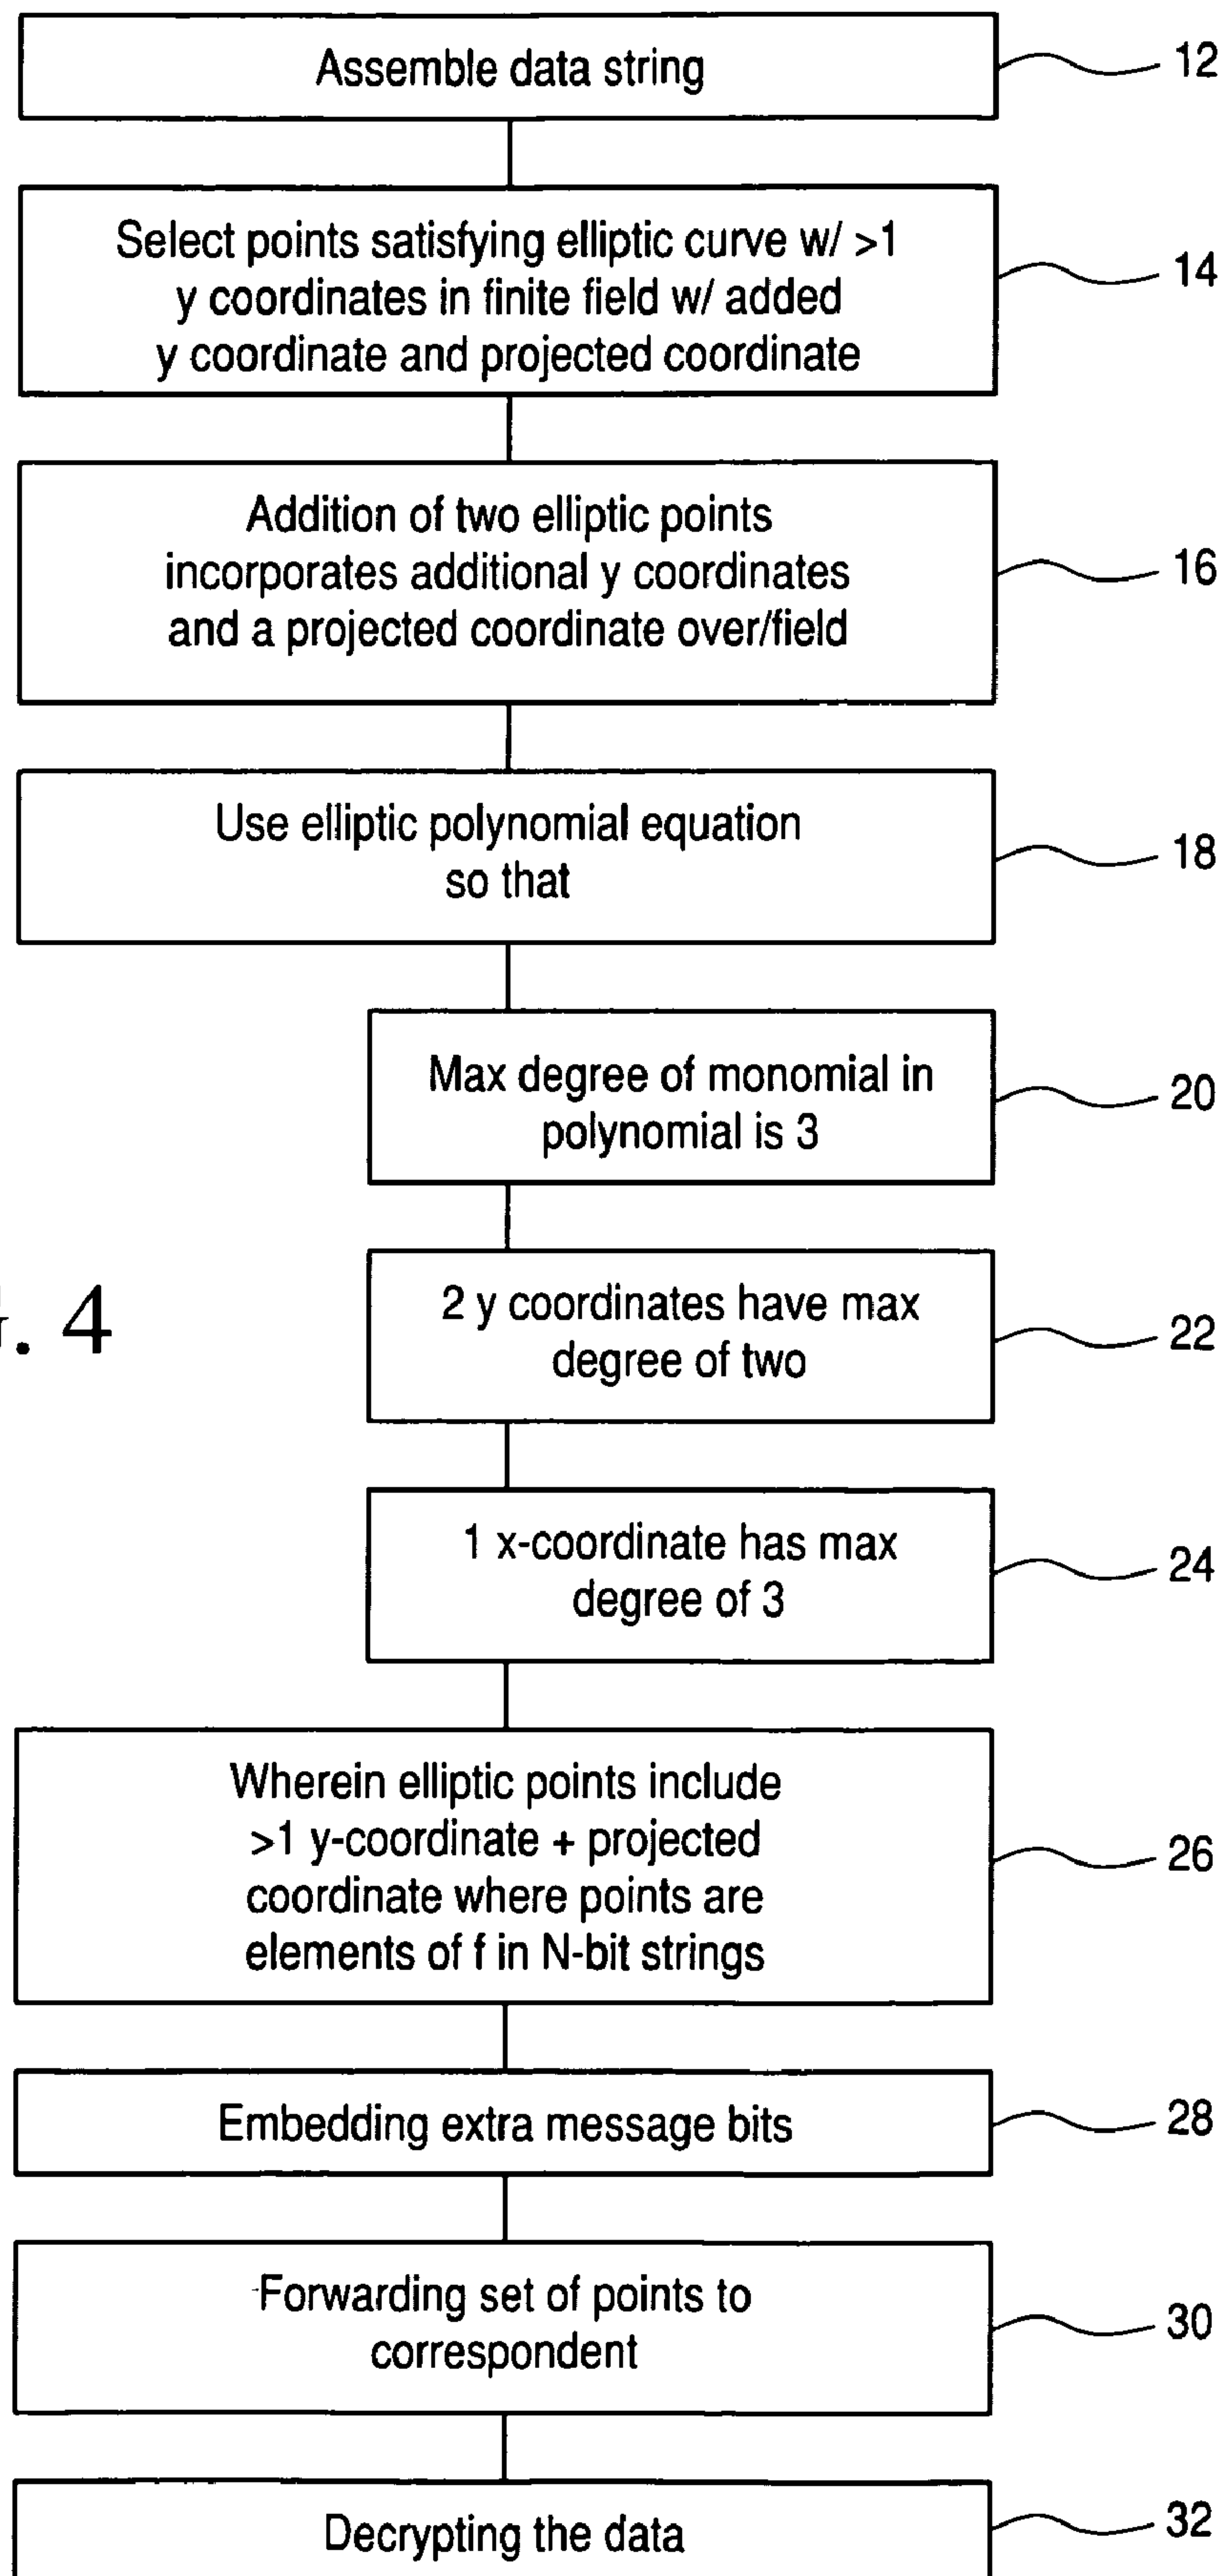 Assemble data string
12
Select points satisfying elliptic curve w/ >1
y coordinates in finite field w/ added
y coordinate and projected coordinate
14
Addition of two elliptic points
incorporates additional y coordinates
and a projected coordinate over/field
16
Use elliptic polynomial equation
so that
18
Max degree of monomial in
polynomial is 3
20
2 y coordinates have max
degree of two
22
. 4
1 x-coordinate has max
degree of 3
24
Wherein elliptic points include
>1 y-coordinate + projected
coordinate where points are
elements of f in N-bit strings
26
Embedding extra message bits
28
Forwarding set of points to
correspondent
30
Decrypting the data
32